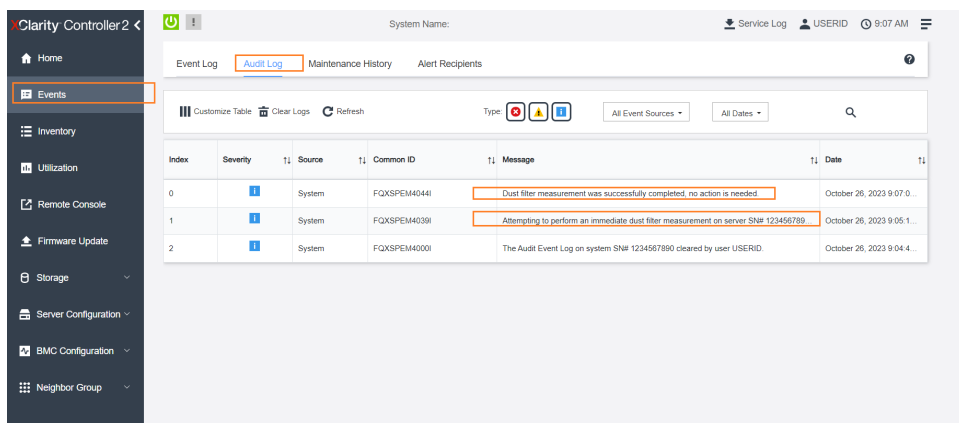 XClarity Controller 2
System Name:
Service Log
USERID
9:07 AM
Home
Events
Inventory
Utilization
Remote Console
Firmware Update
Storage
Server Configuration
BMC Configuration
Neighbor Group
Event Log
Audit Log
Maintenance History
Alert Recipients
?
Customize Table
Clear Logs
Refresh
Type:
All Event Sources
All Dates
Index
Severity
Source
Common ID
Message
Date
0 System FQXSPEM4044I Dust filter measurement was successfully completed, no action is needed. October 26, 2023 9:07:0...
1 System FQXSPEM4039I Attempting to perform an immediate dust filter measurement on server SN# 123456789... October 26, 2023 9:05:1...
2 System FQXSPEM4000I The Audit Event Log on system SN# 1234567890 cleared by user USERID. October 26, 2023 9:04:4...